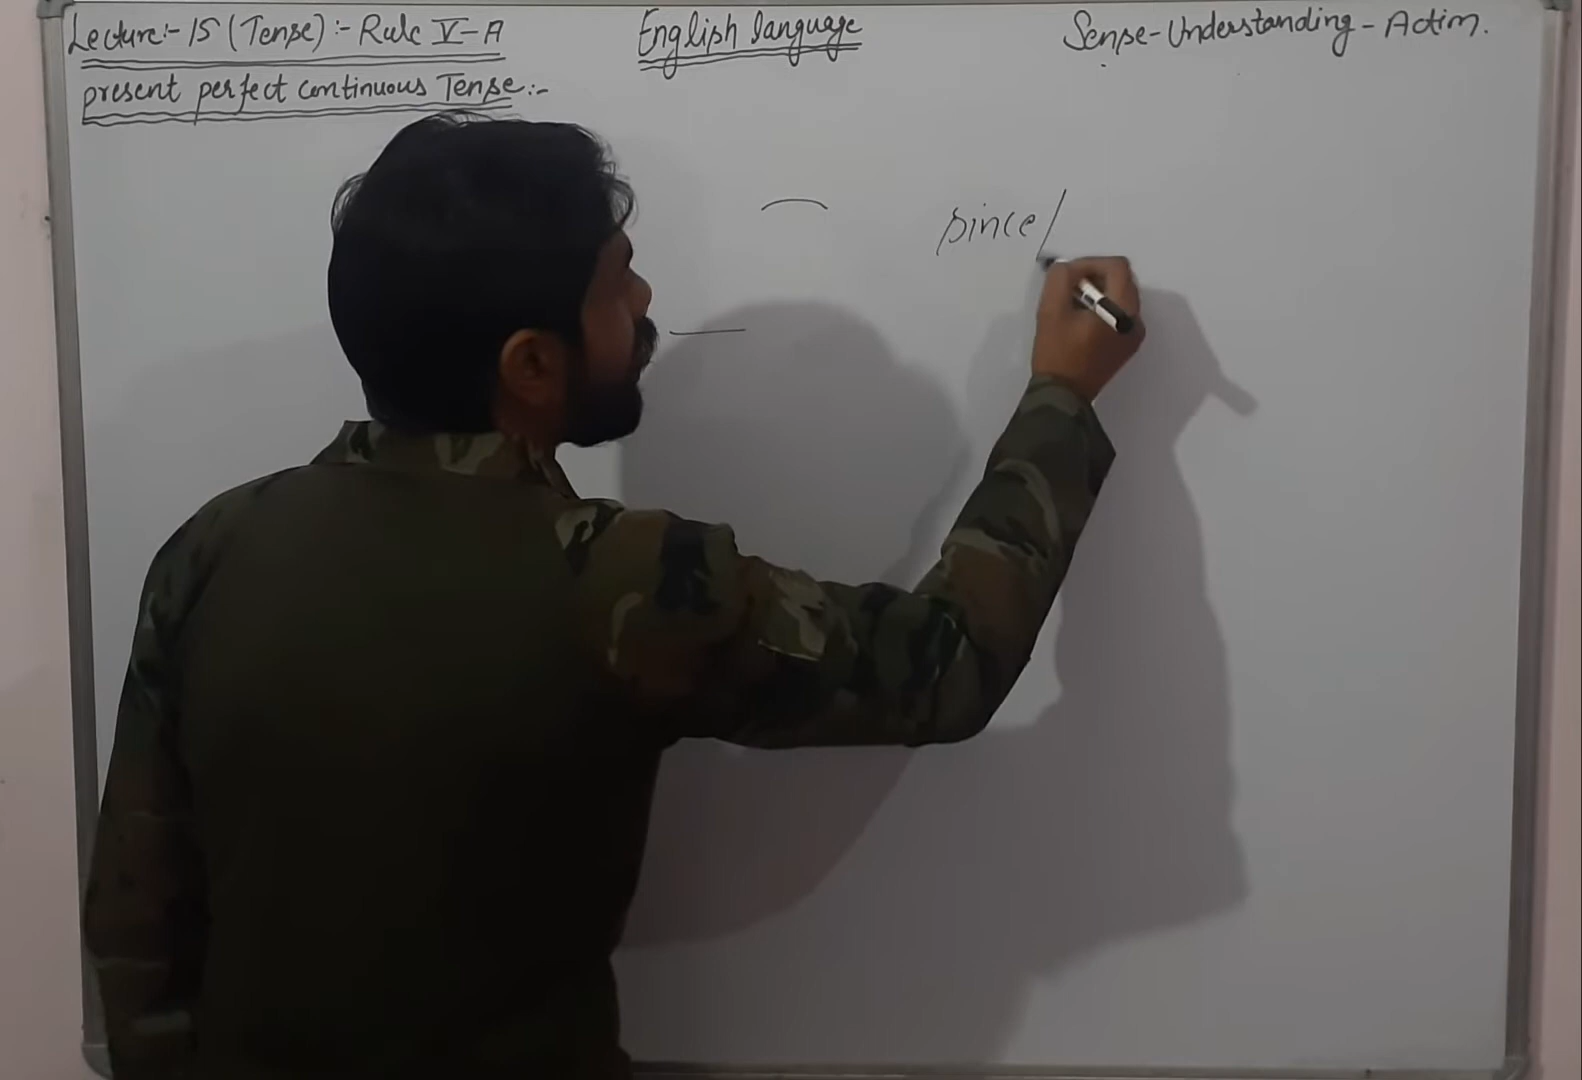 Lecture:- 15 (Tense):- Rule V-A
English language
Sense-Understanding-Action.
present perfect continuous Tense:-
since/